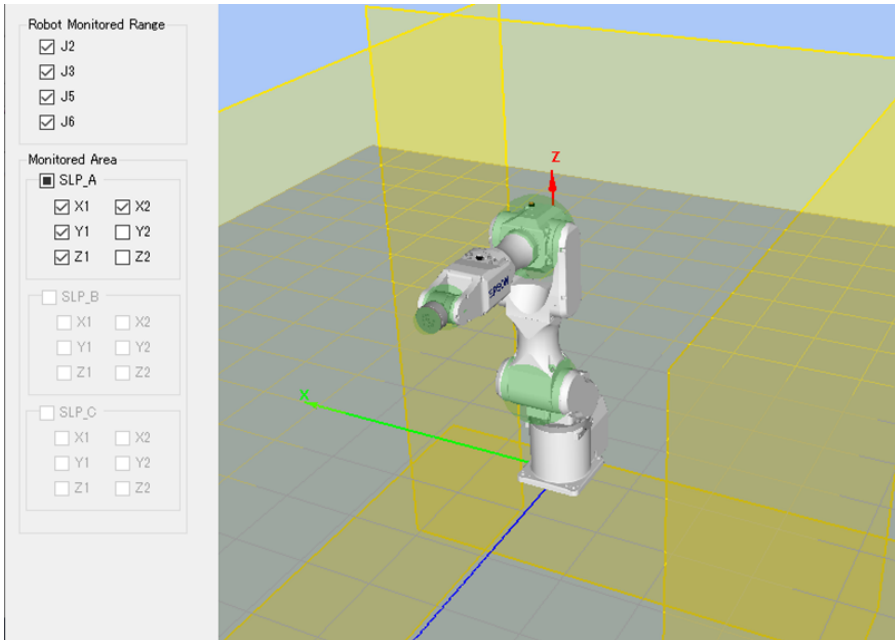 Robot Monitored Range
J2
J3
J5
J6
Monitored Area
SLP_A
X1 X2
Y1 Y2
Z1 Z2
SLP_B
X1 X2
Y1 Y2
Z1 Z2
SLP_C
X1 X2
Y1 Y2
Z1 Z2
Z
EPSON
X